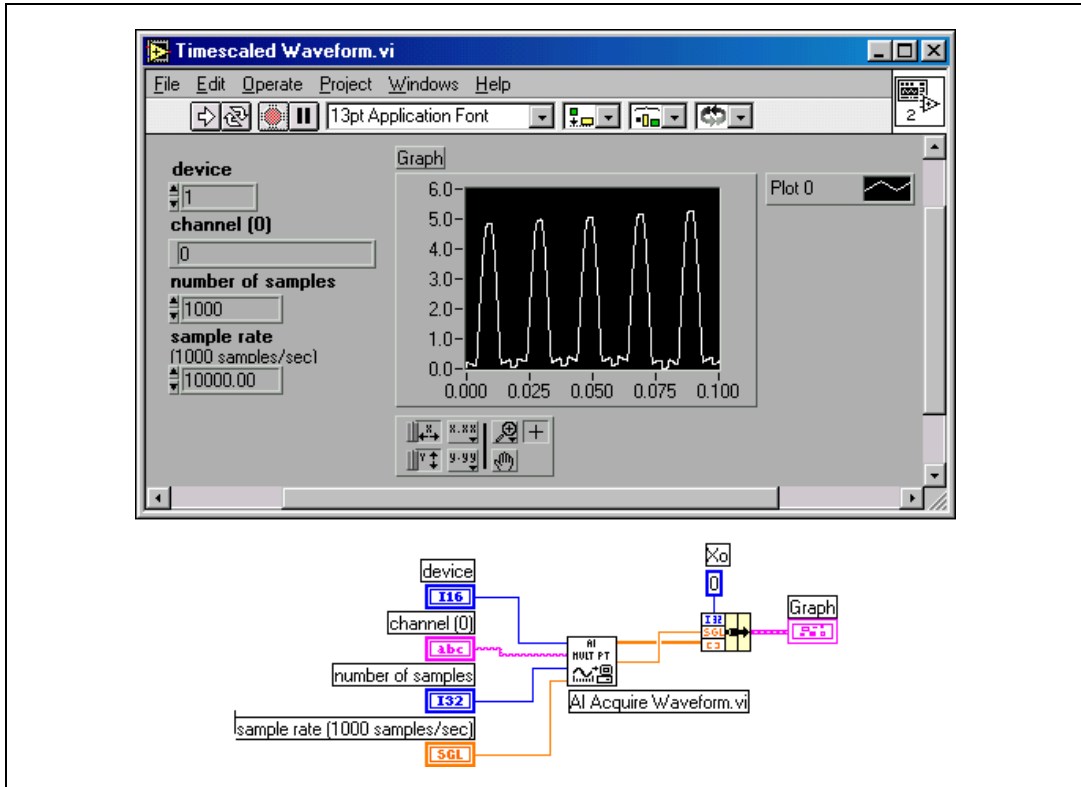 Timescaled Waveform.vi
File Edit Operate Project Windows Help
13pt Application Font
2
device
1
channel (0)
0
number of samples
1000
sample rate
(1000 samples/sec)
10000.00
Graph
6.0
5.0
4.0
3.0
2.0
1.0
0.0
0.000 0.025 0.050 0.075 0.100
Plot 0
X x.xx
Y y.yy
device
I16
channel (0)
abc
number of samples
I32
sample rate (1000 samples/sec)
SGL
AI
MULT PT
AI Acquire Waveform.vi
Xo
0
I32
SGL
Graph